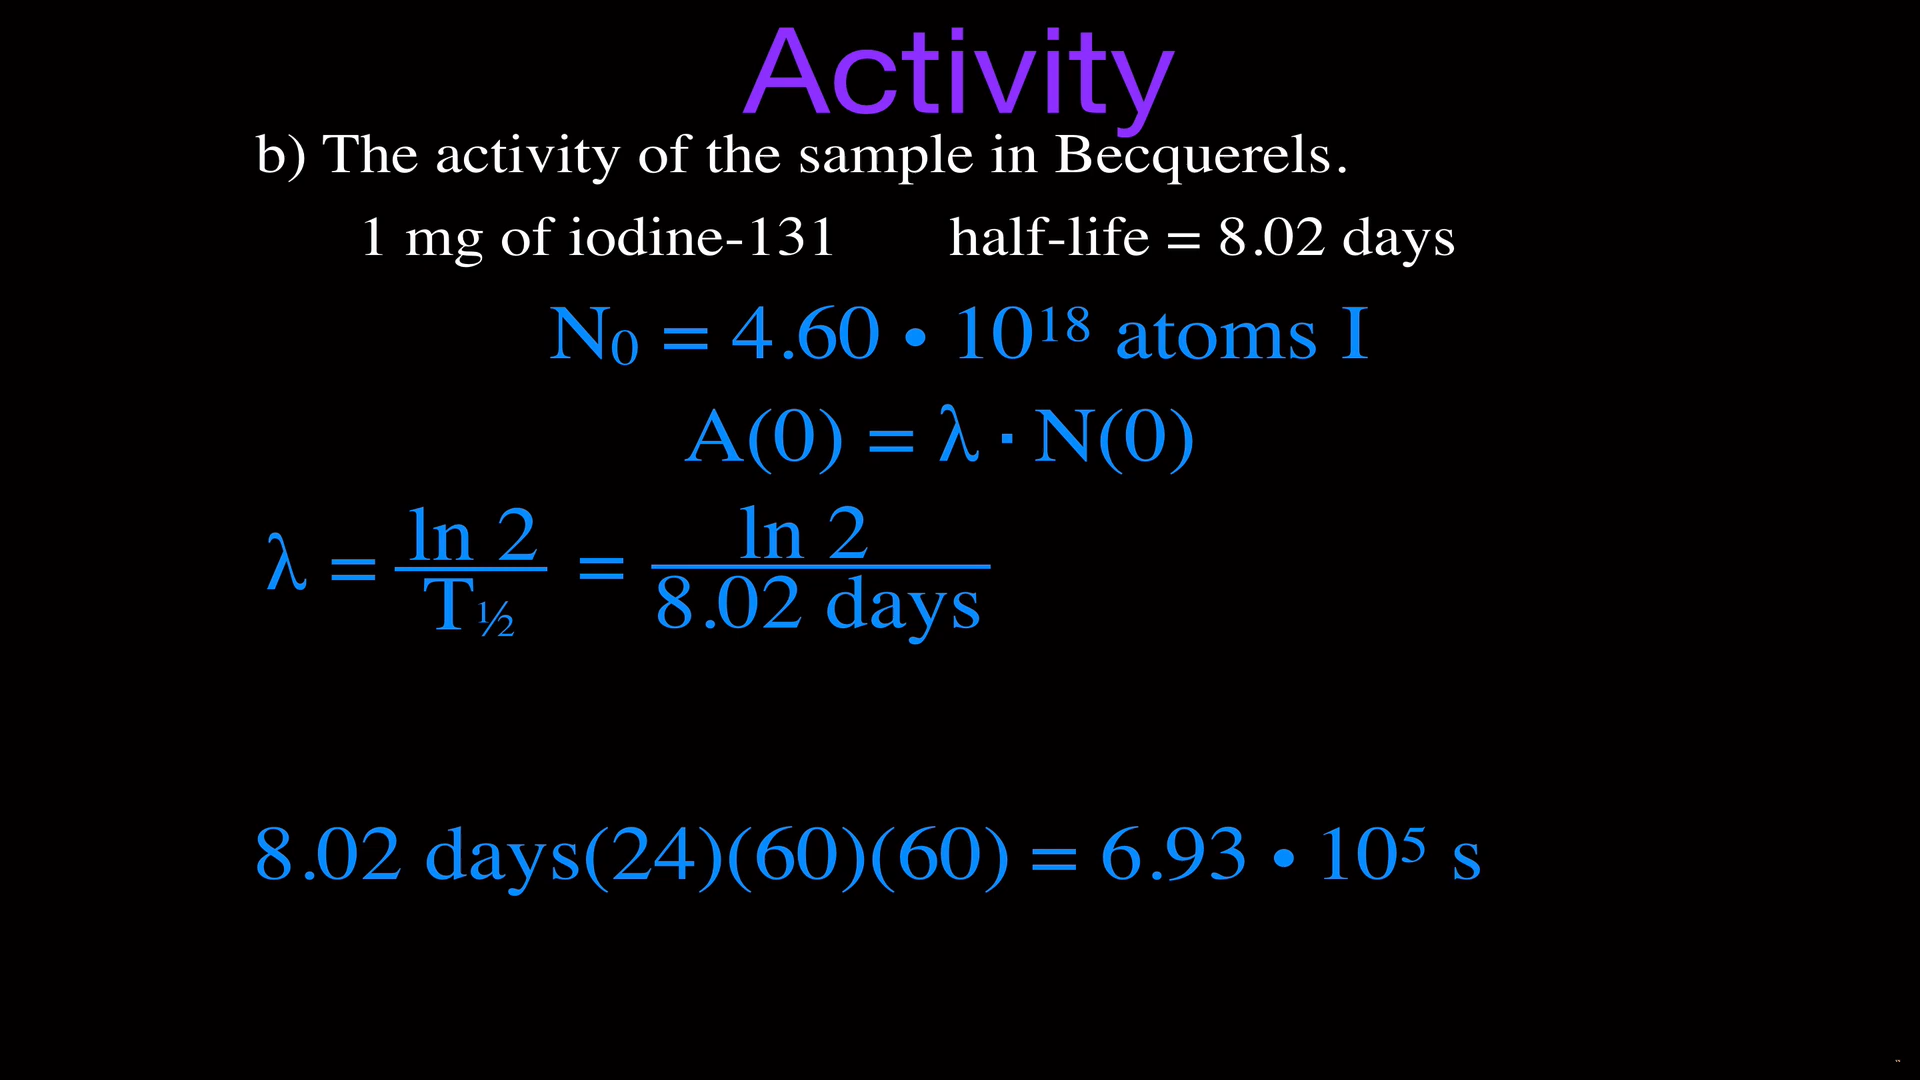 Activity
b) The activity of the sample in Becquerels.
1 mg of iodine-131 half-life = 8.02 days
N₀ = 4.60 • 10¹⁸ atoms I
A(0) = λ · N(0)
λ = ln 2 / T½ = ln 2 / 8.02 days
8.02 days(24)(60)(60) = 6.93 • 10⁵ s